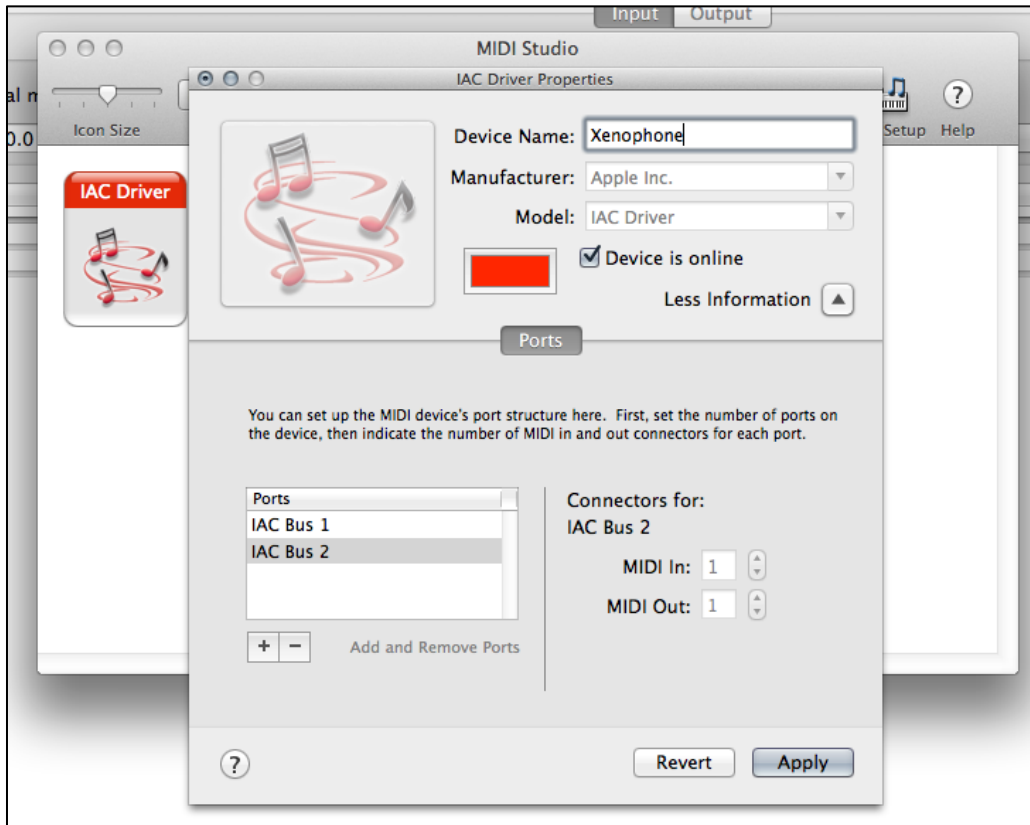 Input Output
MIDI Studio
IAC Driver Properties
al m
0.0
Icon Size
Setup Help
?
IAC Driver
Device Name: Xenophone
Manufacturer: Apple Inc.
Model: IAC Driver
Device is online
Less Information
Ports
You can set up the MIDI device's port structure here. First, set the number of ports on
the device, then indicate the number of MIDI in and out connectors for each port.
Ports
IAC Bus 1
IAC Bus 2
+ − Add and Remove Ports
Connectors for:
IAC Bus 2
MIDI In: 1
MIDI Out: 1
?
Revert Apply